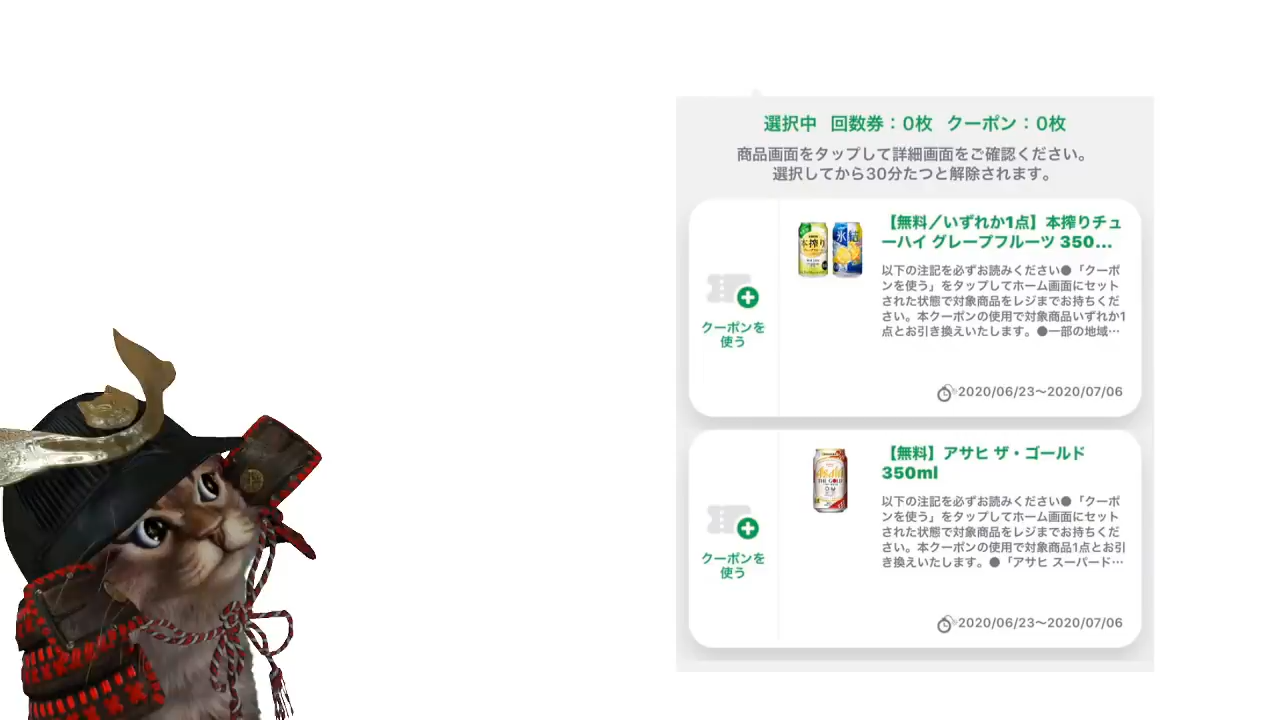 選択中 回数券：0枚 クーポン：0枚
商品画面をタップして詳細画面をご確認ください。
選択してから30分たつと解除されます。
【無料／いずれか1点】本搾りチュ
ーハイ グレープフルーツ 350...
本搾り
氷結
以下の注記を必ずお読みください●「クーポ
ンを使う」をタップしてホーム画面にセット
された状態で対象商品をレジまでお持ちくだ
さい。本クーポンの使用で対象商品いずれか1
点とお引き換えいたします。●一部の地域…
クーポンを
使う
2020/06/23〜2020/07/06
【無料】アサヒ ザ・ゴールド
350ml
THE GOLD
以下の注記を必ずお読みください●「クーポ
ンを使う」をタップしてホーム画面にセット
された状態で対象商品をレジまでお持ちくだ
さい。本クーポンの使用で対象商品1点とお引
き換えいたします。●「アサヒ スーパード…
クーポンを
使う
2020/06/23〜2020/07/06